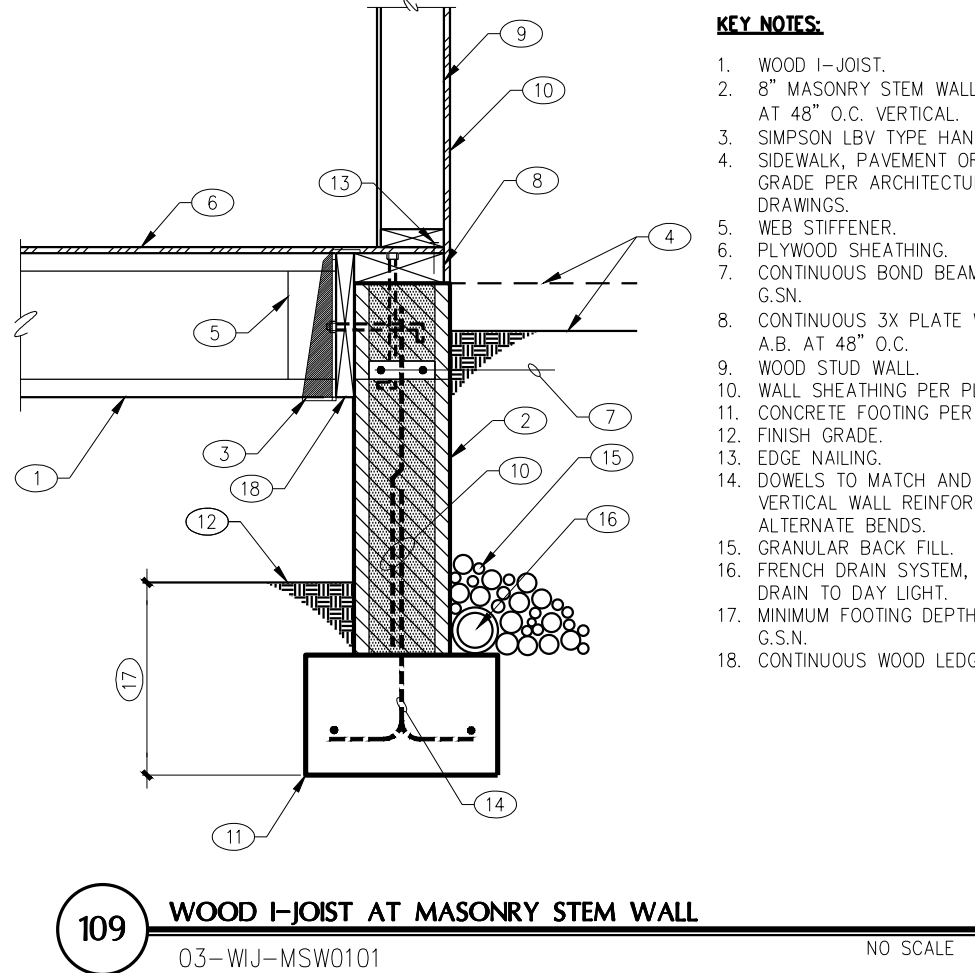 KEY NOTES:
1. WOOD I-JOIST.
2. 8" MASONRY STEM WALL
AT 48" O.C. VERTICAL.
3. SIMPSON LBV TYPE HAN
4. SIDEWALK, PAVEMENT OR
GRADE PER ARCHITECTU
DRAWINGS.
5. WEB STIFFENER.
6. PLYWOOD SHEATHING.
7. CONTINUOUS BOND BEAM
G.SN.
8. CONTINUOUS 3X PLATE
A.B. AT 48" O.C.
9. WOOD STUD WALL.
10. WALL SHEATHING PER PL
11. CONCRETE FOOTING PER
12. FINISH GRADE.
13. EDGE NAILING.
14. DOWELS TO MATCH AND
VERTICAL WALL REINFOR
ALTERNATE BENDS.
15. GRANULAR BACK FILL.
16. FRENCH DRAIN SYSTEM,
DRAIN TO DAY LIGHT.
17. MINIMUM FOOTING DEPTH
G.S.N.
18. CONTINUOUS WOOD LEDG
9
10
13
8
6
4
5
7
2
3
1
18
15
10
16
12
17
14
11
109
WOOD I-JOIST AT MASONRY STEM WALL
03-WIJ-MSW0101
NO SCALE